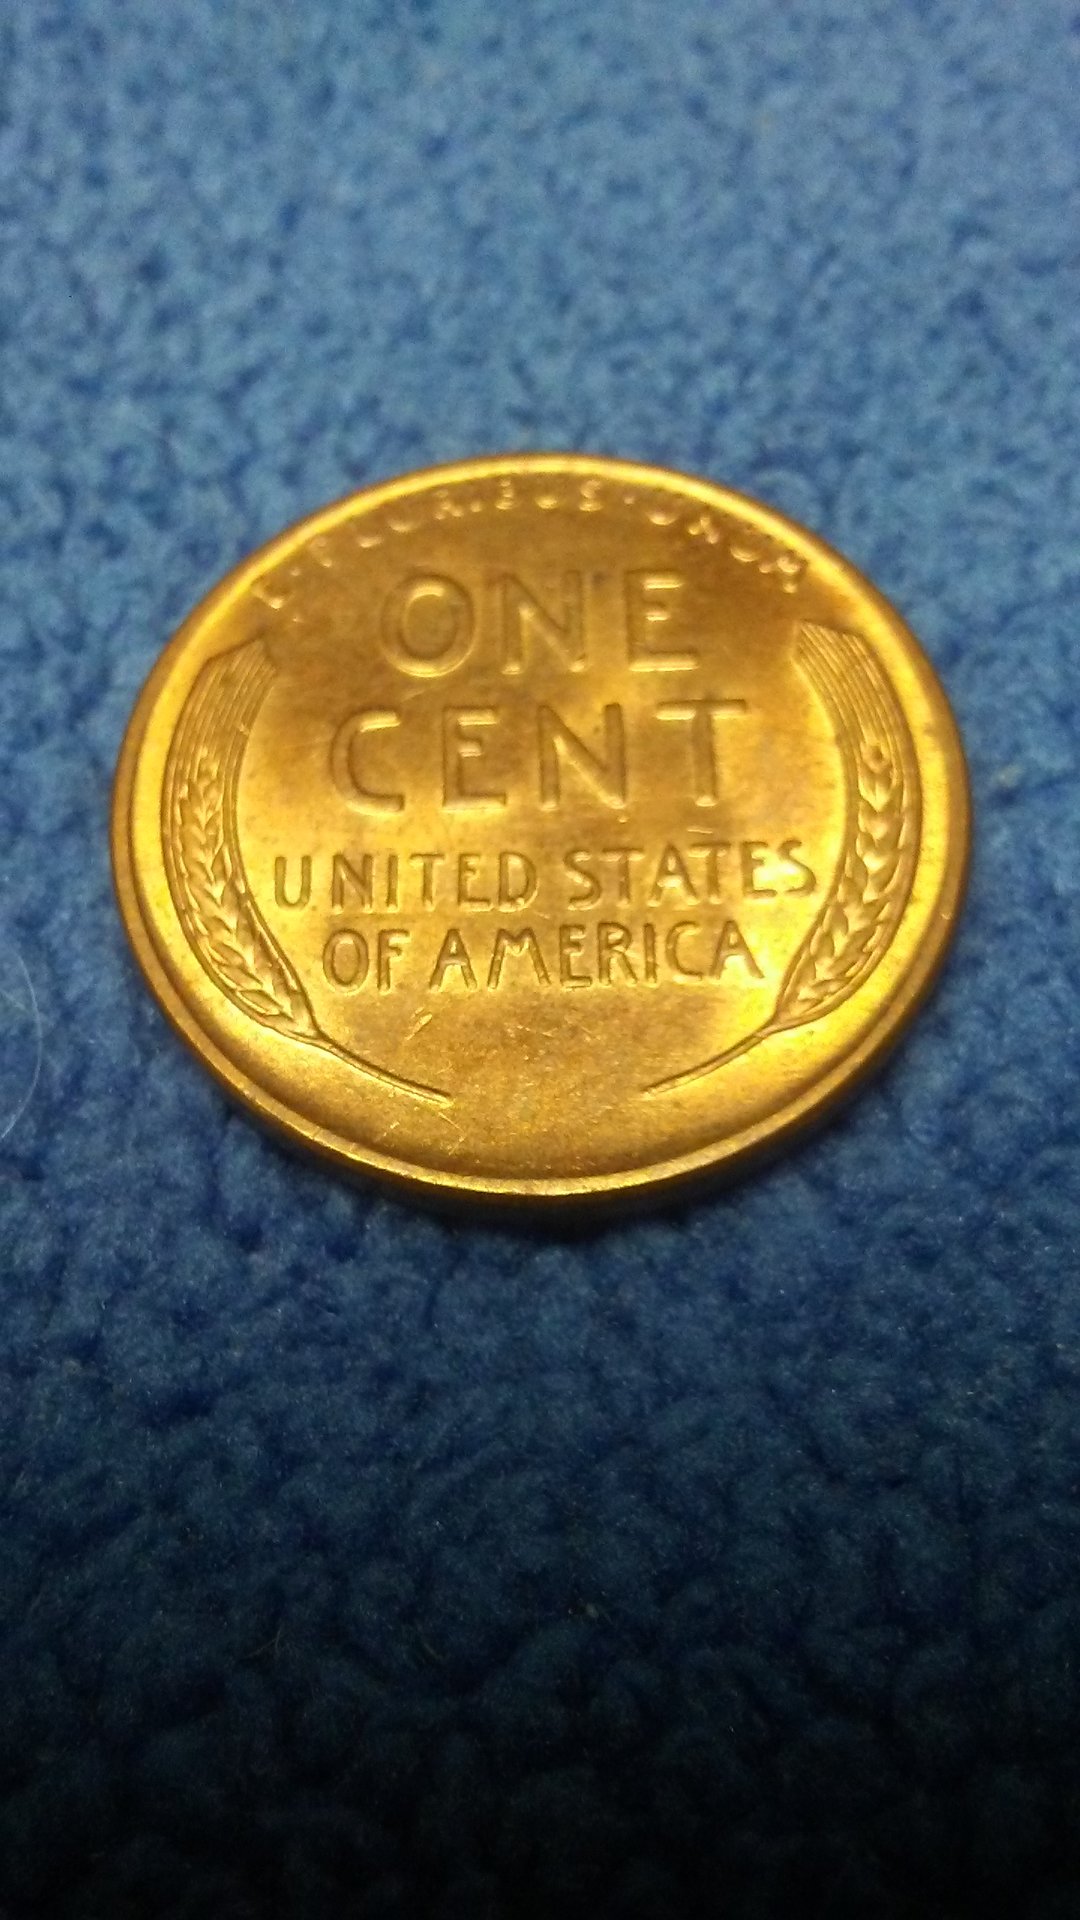 E·PLURIBUS·UNUM
ONE
CENT
UNITED STATES
OF AMERICA